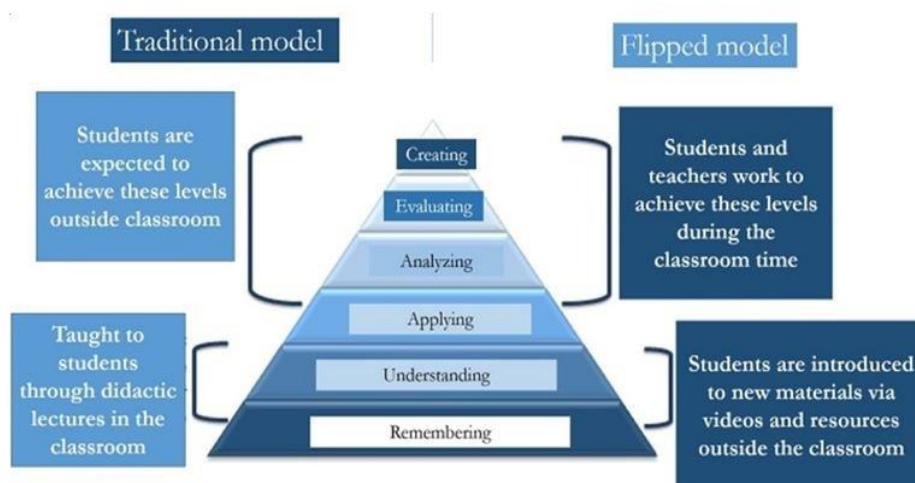 Traditional model
Flipped model
Students are
expected to
achieve these levels
outside classroom
Creating
Evaluating
Analyzing
Applying
Understanding
Remembering
Students and
teachers work to
achieve these levels
during the
classroom time
Taught to
students
through didactic
lectures in the
classroom
Students are introduced
to new materials via
videos and resources
outside the classroom